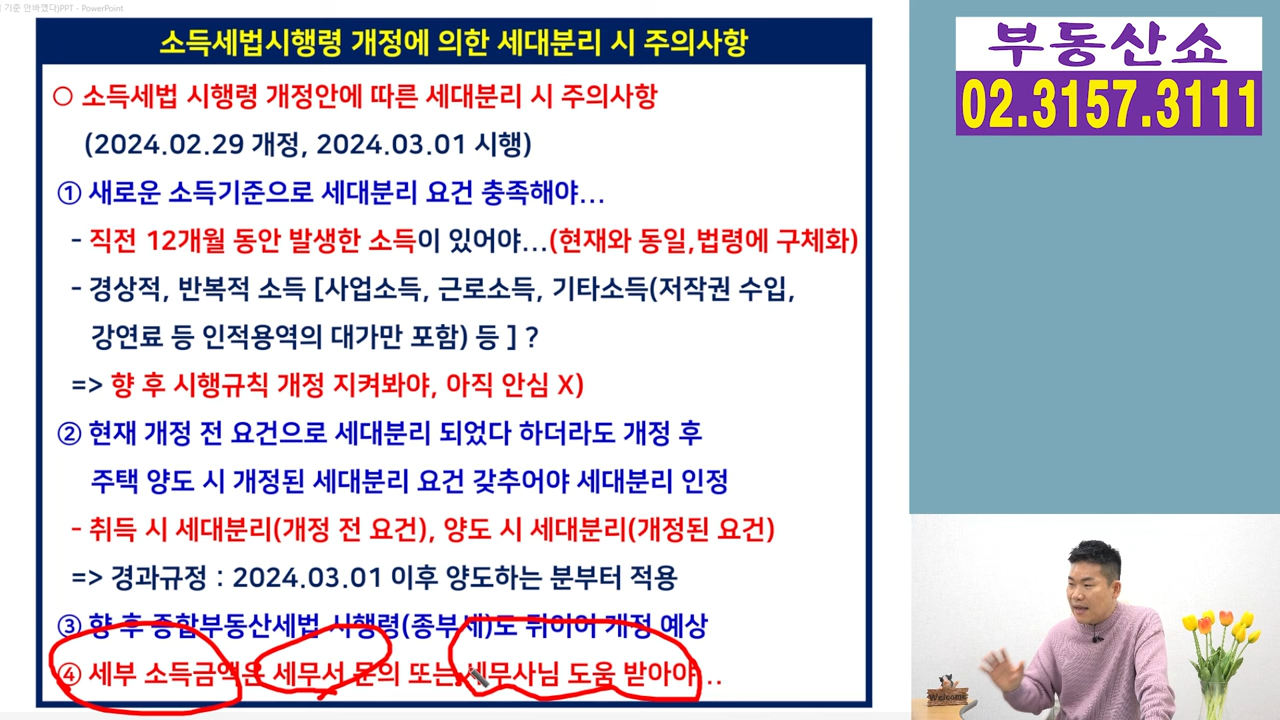 기준 안바꼈다)PPT - PowerPoint
소득세법시행령 개정에 의한 세대분리 시 주의사항
○ 소득세법 시행령 개정안에 따른 세대분리 시 주의사항
(2024.02.29 개정, 2024.03.01 시행)
① 새로운 소득기준으로 세대분리 요건 충족해야...
- 직전 12개월 동안 발생한 소득이 있어야...(현재와 동일,법령에 구체화)
- 경상적, 반복적 소득 [사업소득, 근로소득, 기타소득(저작권 수입,
강연료 등 인적용역의 대가만 포함) 등 ] ?
=> 향 후 시행규칙 개정 지켜봐야, 아직 안심 X)
② 현재 개정 전 요건으로 세대분리 되었다 하더라도 개정 후
주택 양도 시 개정된 세대분리 요건 갖추어야 세대분리 인정
- 취득 시 세대분리(개정 전 요건), 양도 시 세대분리(개정된 요건)
=> 경과규정 : 2024.03.01 이후 양도하는 분부터 적용
③ 향 후 종합부동산세법 시행령(종부세)도 뒤이어 개정 예상
④ 세부 소득금액은 세무서 문의 또는 세무사님 도움 받아야...
부동산쇼
02.3157.3111
Welcome